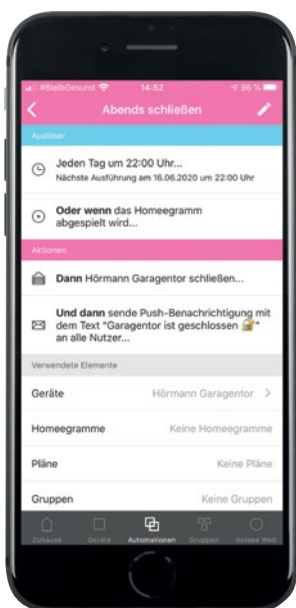 #BleibGesund 14:52 96 %
Abends schließen
Auslöser
Jeden Tag um 22:00 Uhr...
Nächste Ausführung am 16.06.2020 um 22:00 Uhr
Oder wenn das Homeegramm
abgespielt wird...
Aktionen
Dann Hörmann Garagentor schließen...
Und dann sende Push-Benachrichtigung mit
dem Text "Garagentor ist geschlossen 🔐"
an alle Nutzer...
Verwendete Elemente
Geräte Hörmann Garagentor >
Homeegramme Keine Homeegramme
Pläne Keine Pläne
Gruppen Keine Gruppen
Zuhause Geräte Automationen Gruppen homee Welt